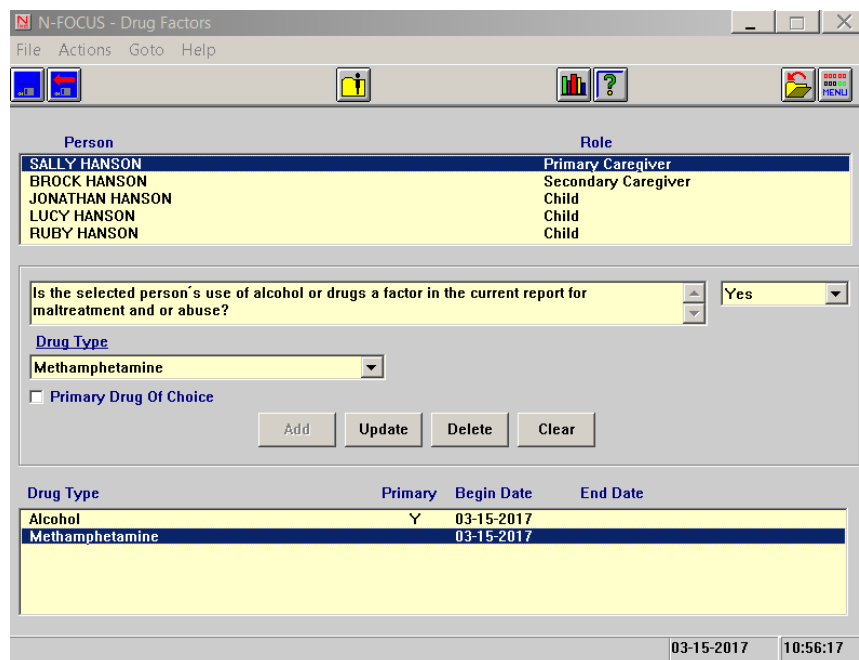 N-FOCUS - Drug Factors
File Actions Goto Help
MENU
Person Role
SALLY HANSON Primary Caregiver
BROCK HANSON Secondary Caregiver
JONATHAN HANSON Child
LUCY HANSON Child
RUBY HANSON Child
Is the selected person´s use of alcohol or drugs a factor in the current report for Yes
maltreatment and or abuse?
Drug Type
Methamphetamine
Primary Drug Of Choice
Add Update Delete Clear
Drug Type Primary Begin Date End Date
Alcohol Y 03-15-2017
Methamphetamine 03-15-2017
03-15-2017 10:56:17